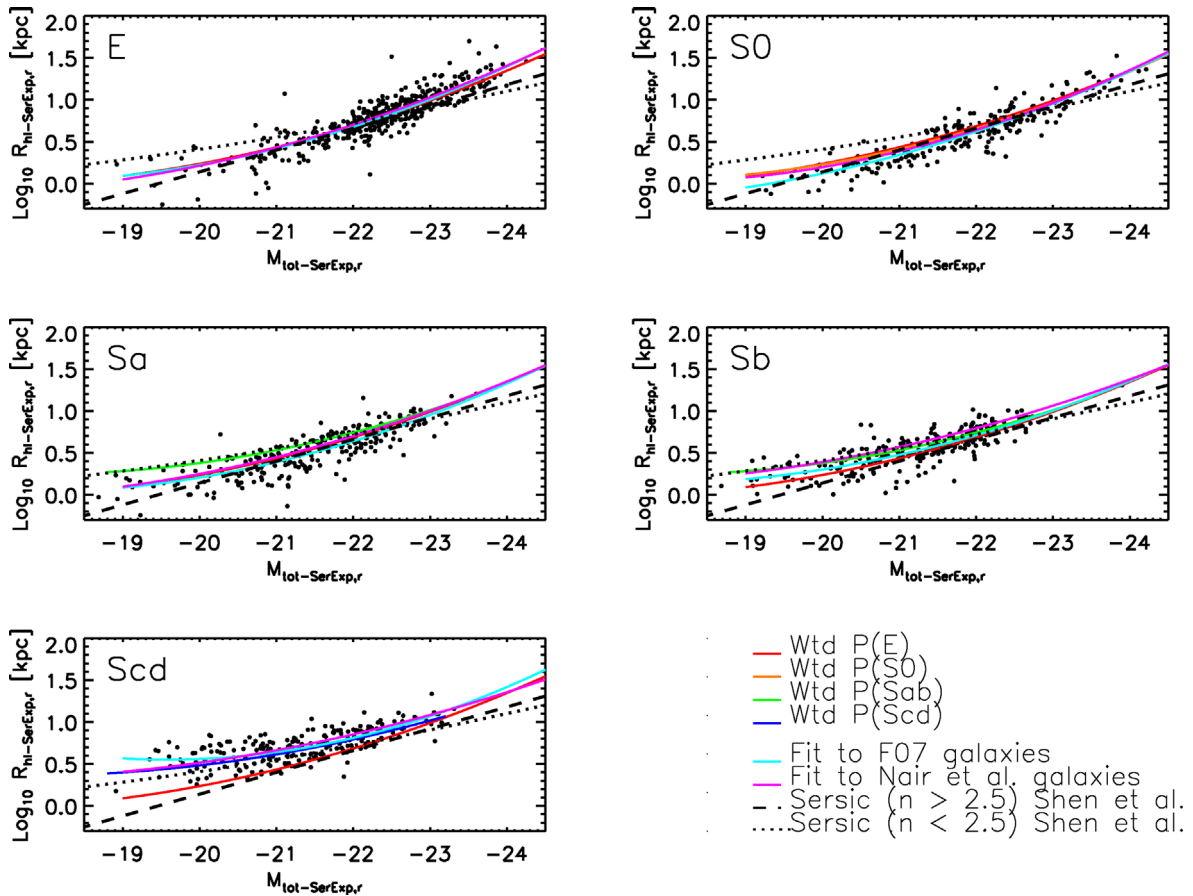 E
Log10 Rhl-SerExp,r [kpc]
2.0
1.5
1.0
0.5
0.0
-19 -20 -21 -22 -23 -24
Mtot-SerExp,r
S0
Log10 Rhl-SerExp,r [kpc]
2.0
1.5
1.0
0.5
0.0
-19 -20 -21 -22 -23 -24
Mtot-SerExp,r
Sa
Log10 Rhl-SerExp,r [kpc]
2.0
1.5
1.0
0.5
0.0
-19 -20 -21 -22 -23 -24
Mtot-SerExp,r
Sb
Log10 Rhl-SerExp,r [kpc]
2.0
1.5
1.0
0.5
0.0
-19 -20 -21 -22 -23 -24
Mtot-SerExp,r
Scd
Log10 Rhl-SerExp,r [kpc]
2.0
1.5
1.0
0.5
0.0
-19 -20 -21 -22 -23 -24
Mtot-SerExp,r
Wtd P(E)
Wtd P(S0)
Wtd P(Sab)
Wtd P(Scd)
Fit to F07 galaxies
Fit to Nair et al. galaxies
Sersic (n > 2.5) Shen et al.
Sersic (n < 2.5) Shen et al.